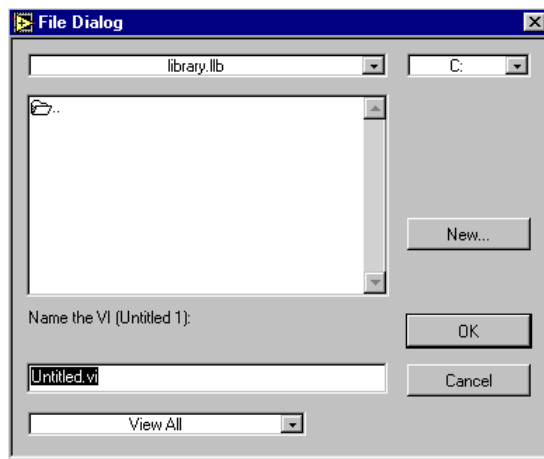 File Dialog
library.llb
C:
..
New...
Name the VI (Untitled 1):
OK
Untitled.vi
Cancel
View All